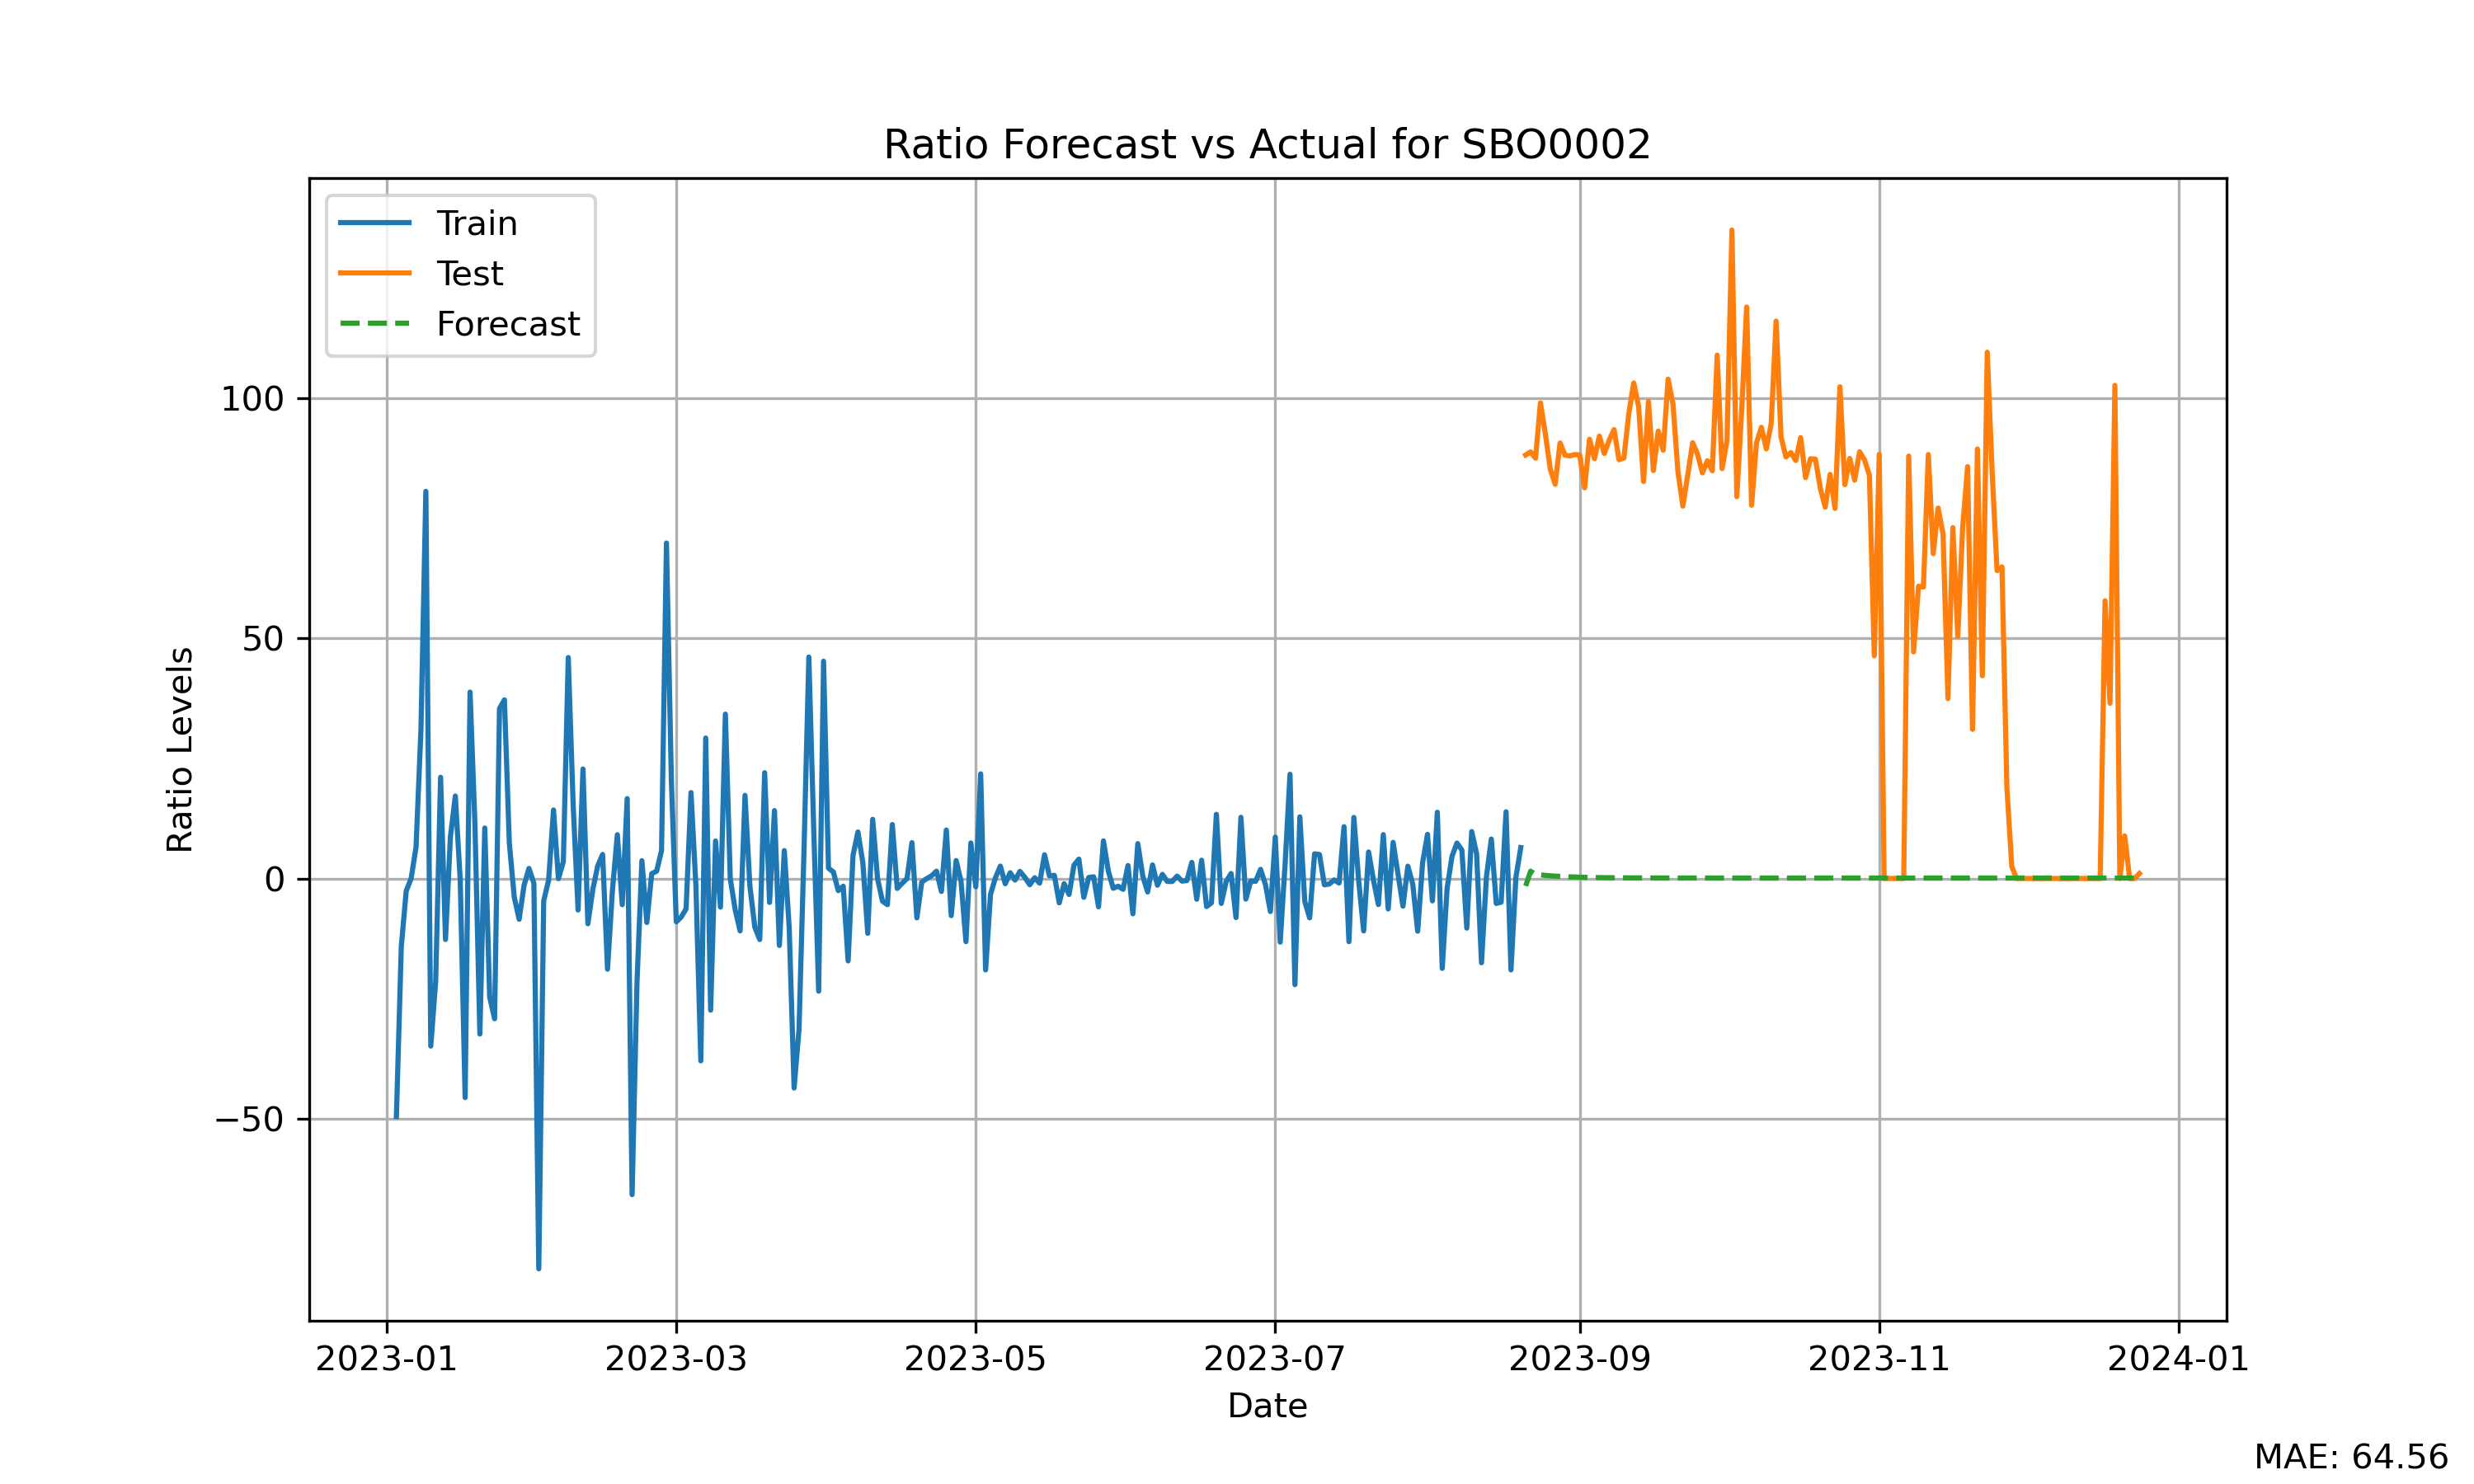 Ratio Forecast vs Actual for SBO0002
Train
Test
Forecast
Ratio Levels
100
50
0
−50
2023-01 2023-03 2023-05 2023-07 2023-09 2023-11 2024-01
Date
MAE: 64.56